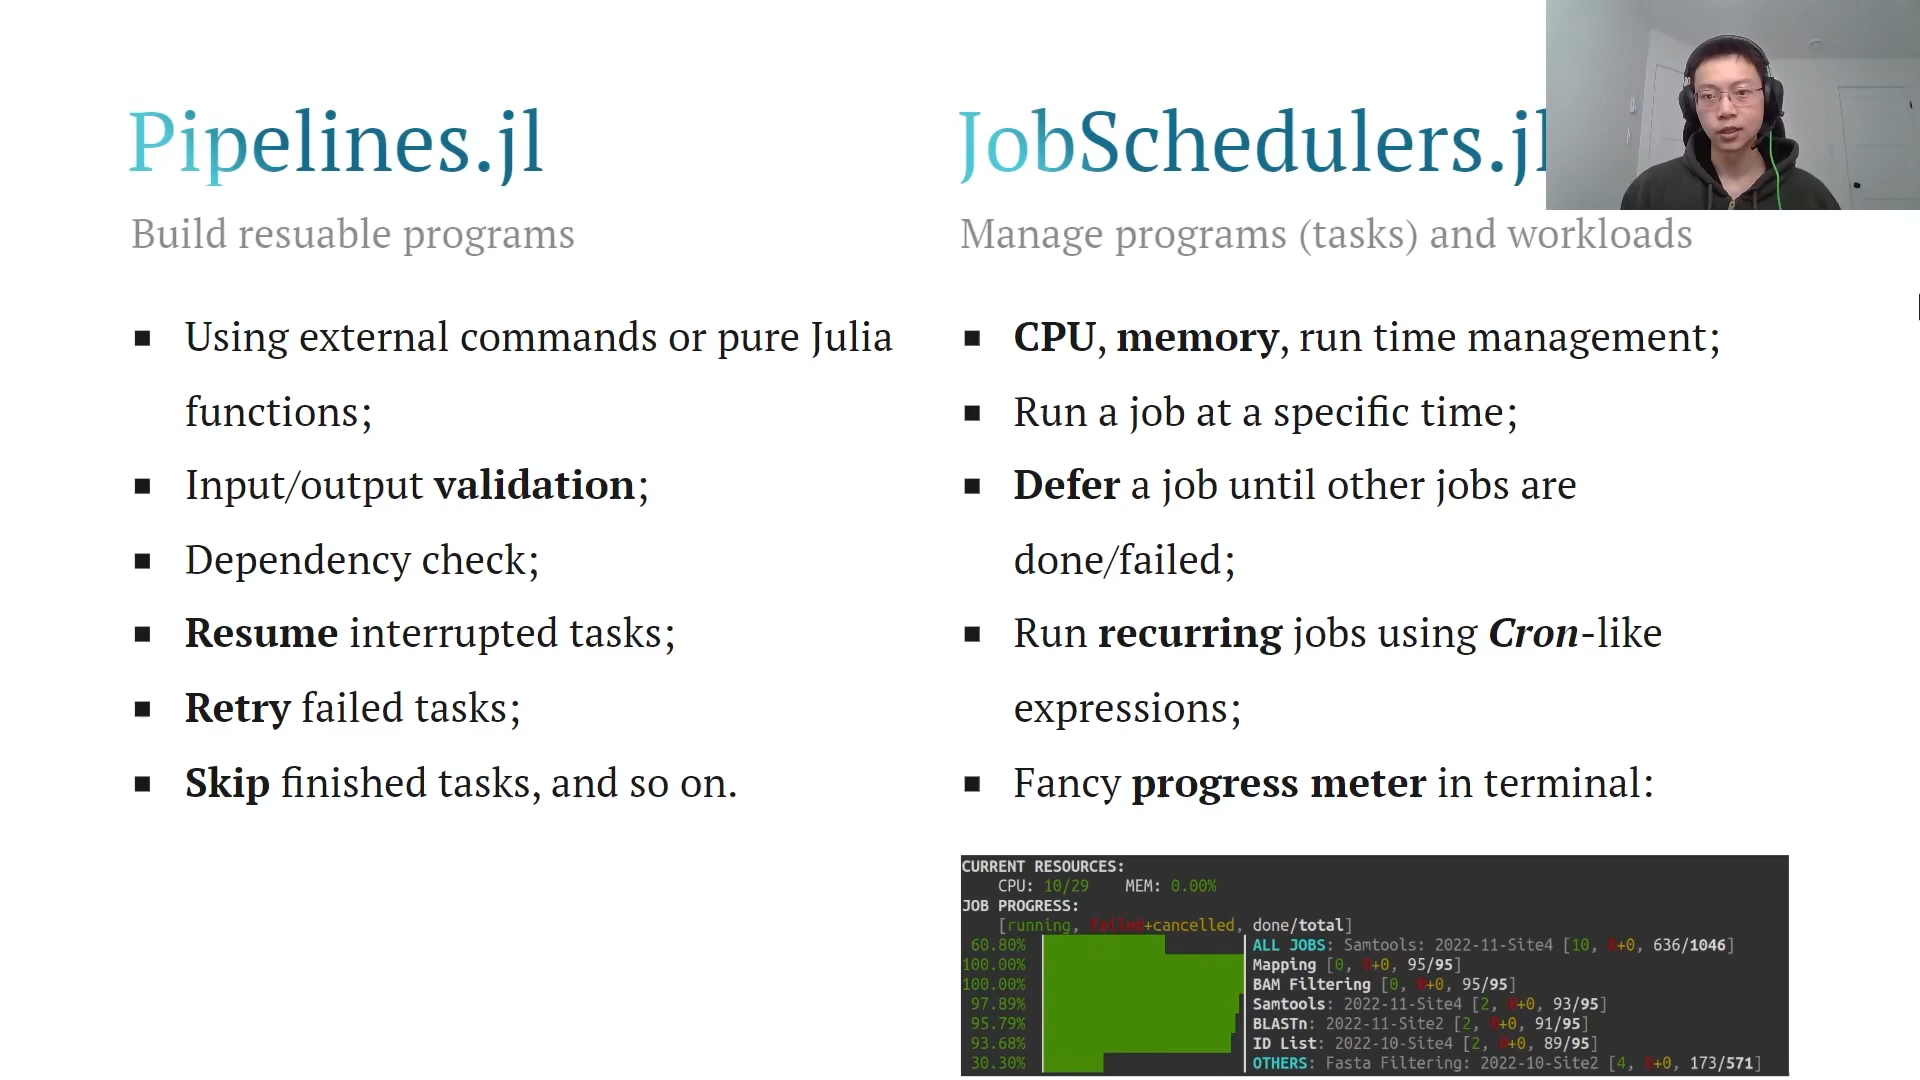 Pipelines.jl
Build resuable programs
Using external commands or pure Julia
functions;
Input/output validation;
Dependency check;
Resume interrupted tasks;
Retry failed tasks;
Skip finished tasks, and so on.
JobSchedulers.jl
Manage programs (tasks) and workloads
CPU, memory, run time management;
Run a job at a specific time;
Defer a job until other jobs are
done/failed;
Run recurring jobs using Cron-like
expressions;
Fancy progress meter in terminal:
CURRENT RESOURCES:
CPU: 10/29 MEM: 0.00%
JOB PROGRESS:
[running, failed+cancelled, done/total]
60.80% ALL JOBS: Samtools: 2022-11-Site4 [10, 0+0, 636/1046]
100.00% Mapping [0, 0+0, 95/95]
100.00% BAM Filtering [0, 0+0, 95/95]
97.89% Samtools: 2022-11-Site4 [2, 0+0, 93/95]
95.79% BLASTn: 2022-11-Site2 [2, 0+0, 91/95]
93.68% ID List: 2022-10-Site4 [2, 0+0, 89/95]
30.30% OTHERS: Fasta Filtering: 2022-10-Site2 [4, 0+0, 173/571]